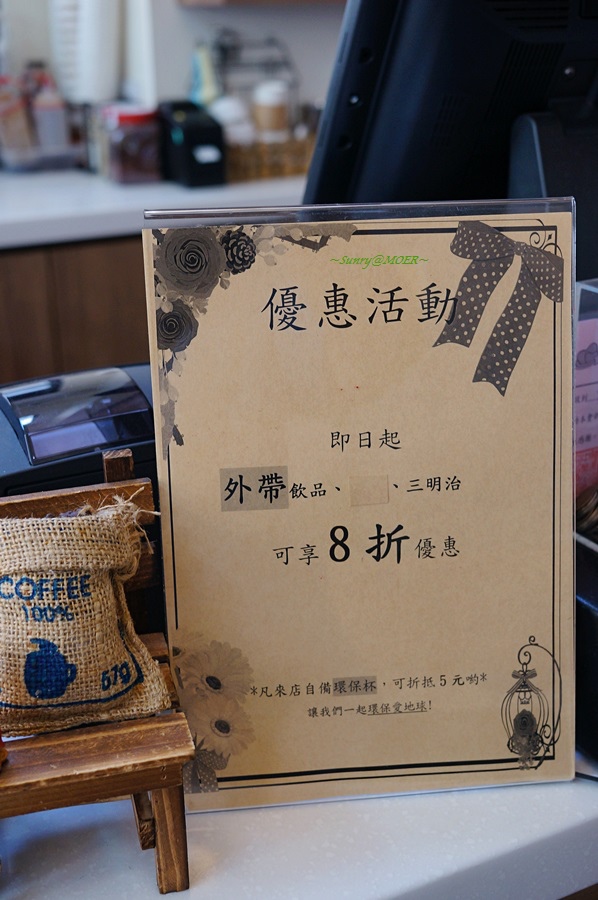 ~Sunry@MOER~
優惠活動
即日起
外帶飲品、 、三明治
可享8折優惠
*凡來店自備環保杯,可折抵5元喲*
讓我們一起環保愛地球!
COFFEE
100%
57g